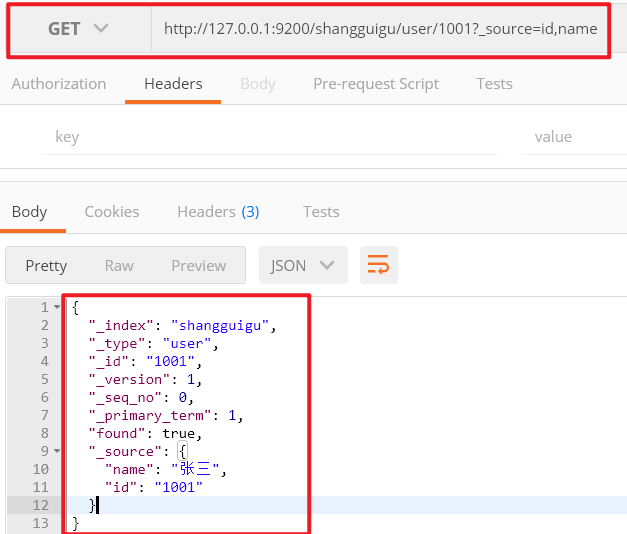 GET http://127.0.0.1:9200/shangguigu/user/1001?_source=id,name
Authorization Headers Body Pre-request Script Tests
key value
Body Cookies Headers (3) Tests
Pretty Raw Preview JSON
1 {
2 "_index": "shangguigu",
3 "_type": "user",
4 "_id": "1001",
5 "_version": 1,
6 "_seq_no": 0,
7 "_primary_term": 1,
8 "found": true,
9 "_source": {
10 "name": "张三",
11 "id": "1001"
12 }
13 }